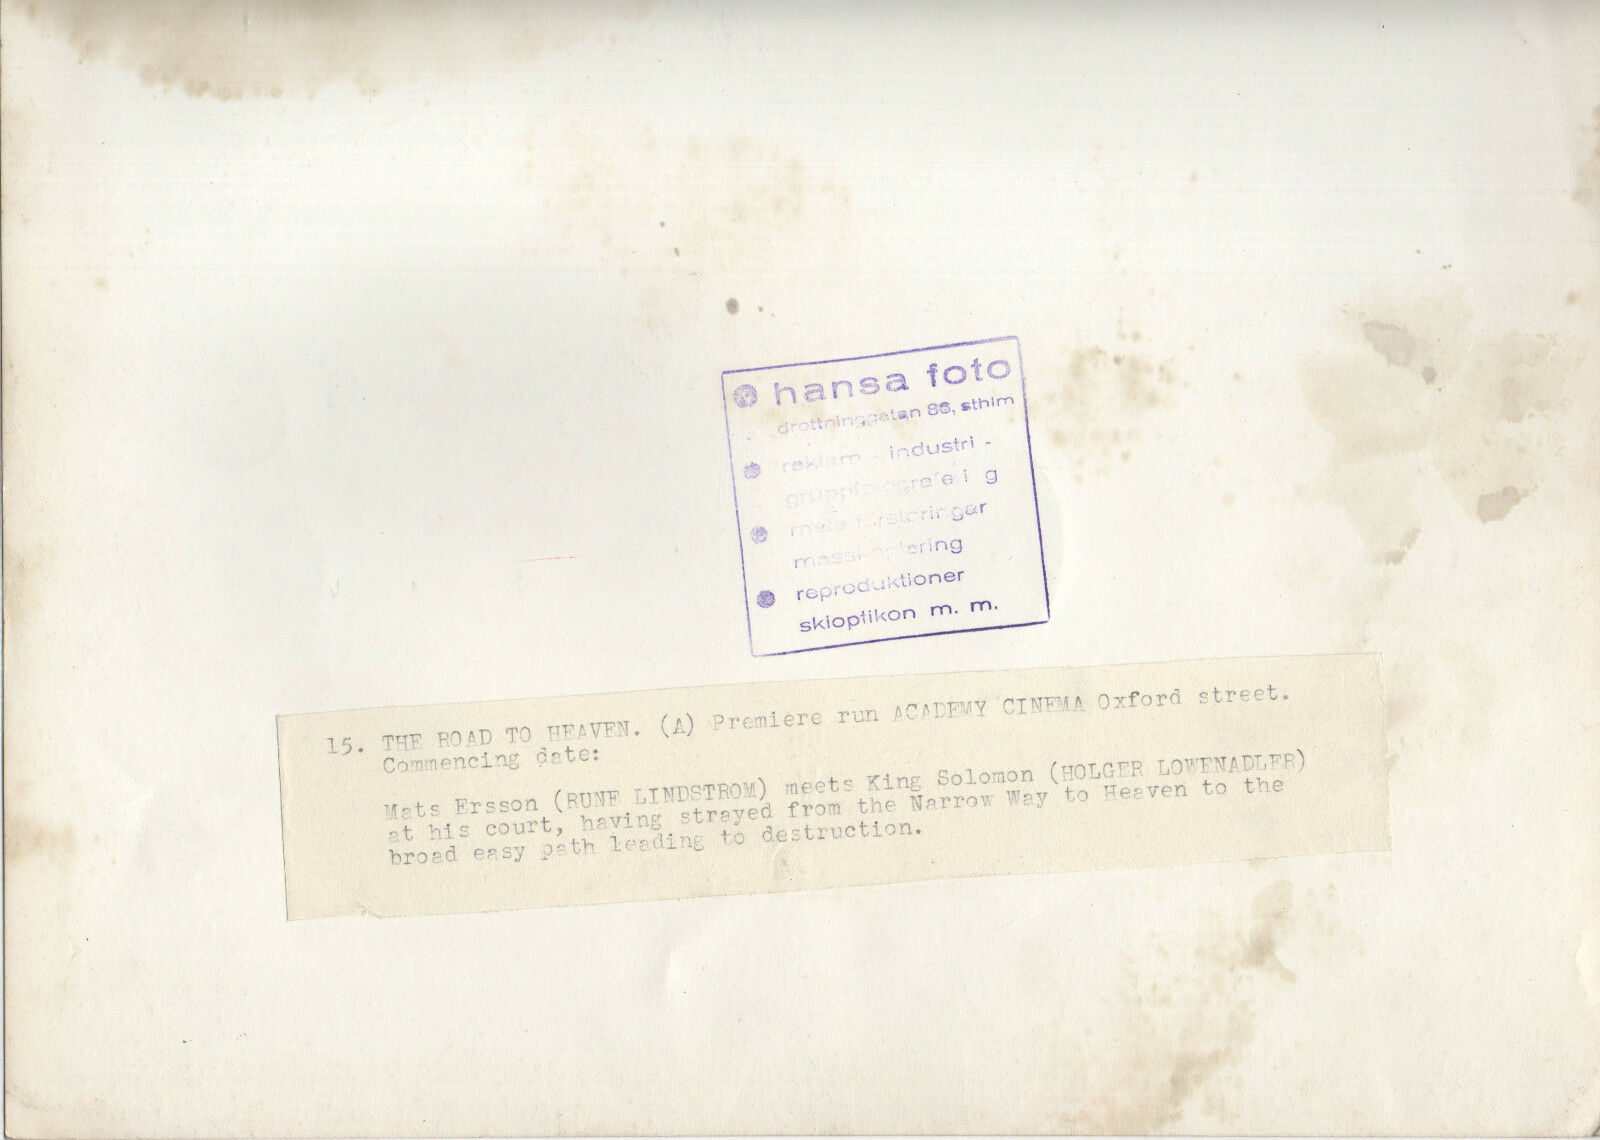 hansa foto
drottninggatan 86, sthlm
reklam - industri -
reproduktioner
skioptikon m. m.
15. THE ROAD TO HEAVEN. (A) Premiere run ACADEMY CINEMA Oxford street.
Commencing date:
Mats Ersson (RUNE LINDSTROM) meets King Solomon (HOLGER LOWENADLER)
at his court, having strayed from the Narrow Way to Heaven to the
broad easy path leading to destruction.